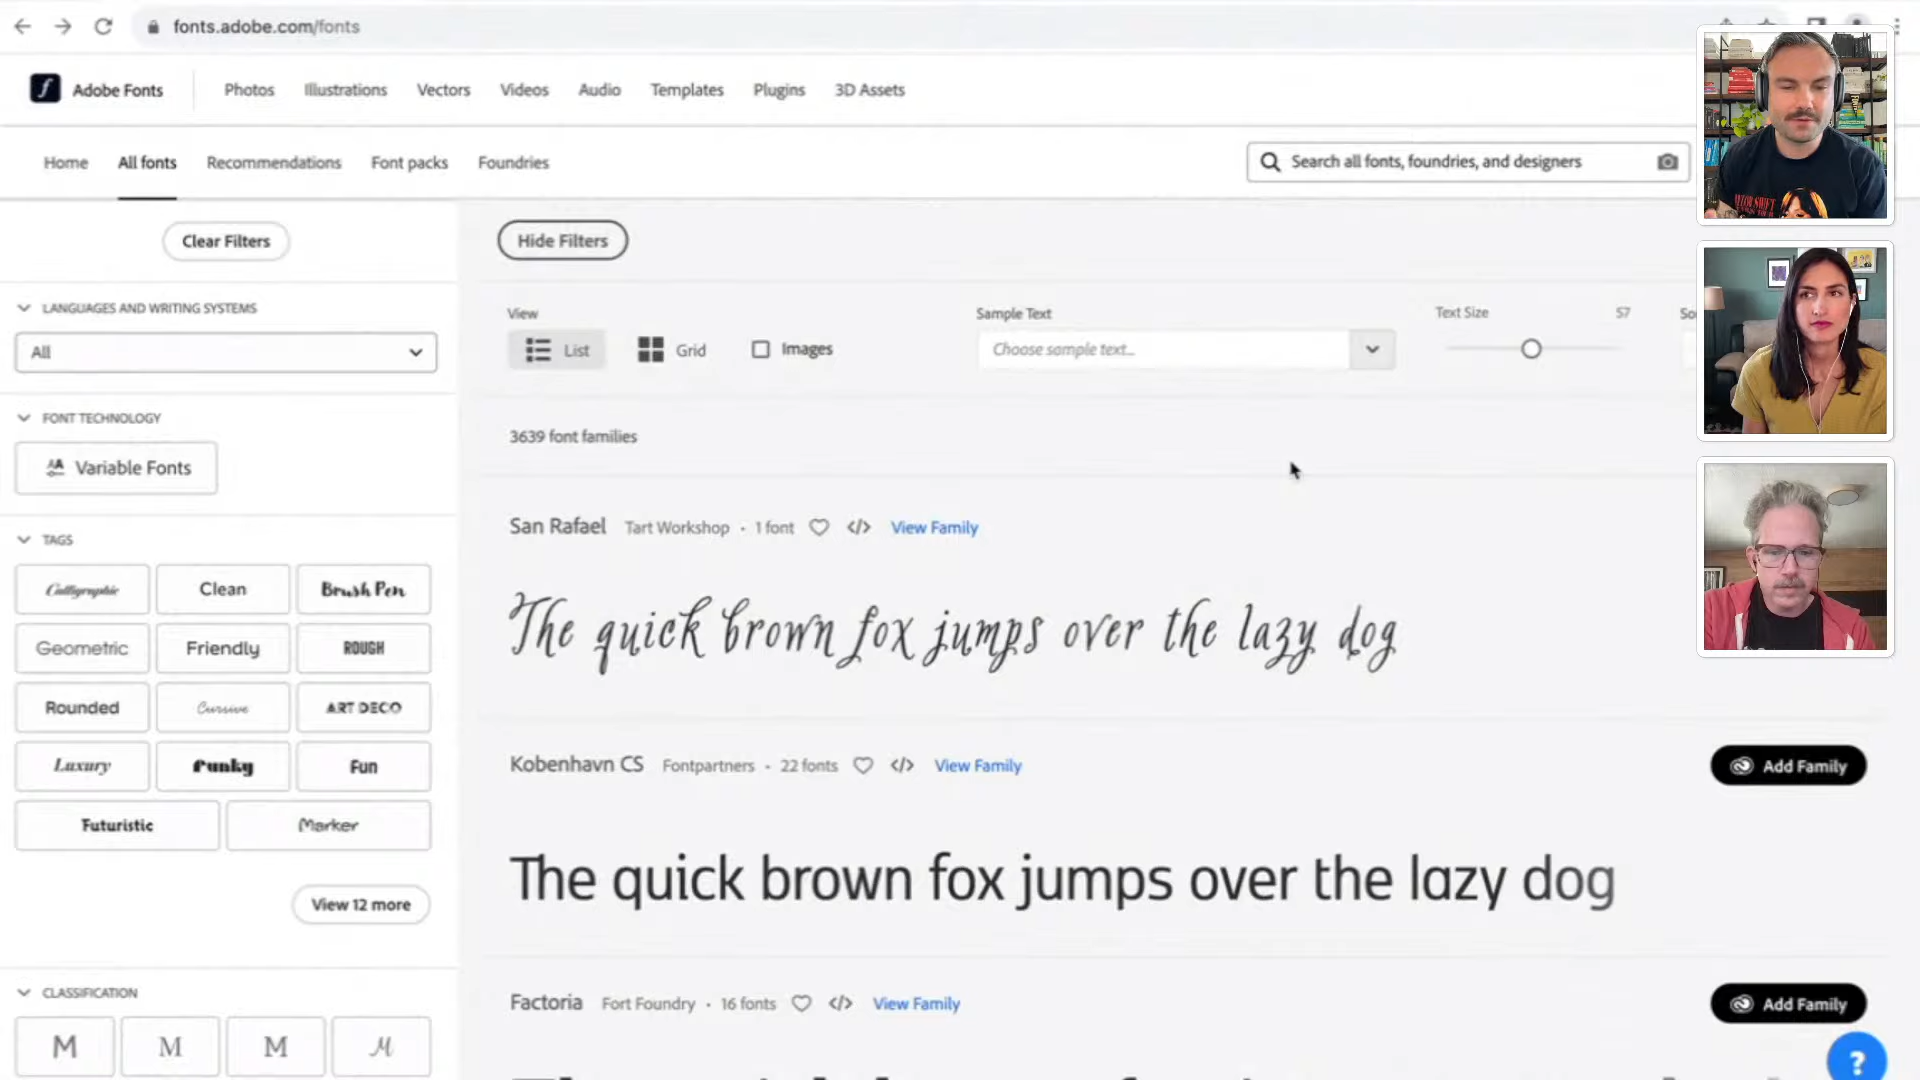 fonts.adobe.com/fonts
Adobe Fonts Photos Illustrations Vectors Videos Audio Templates Plugins 3D Assets
Home All fonts Recommendations Font packs Foundries Search all fonts, foundries, and designers
Clear Filters
Hide Filters
LANGUAGES AND WRITING SYSTEMS
All
View Sample Text Text Size 57 So
List Grid Images Choose sample text...
FONT TECHNOLOGY
Variable Fonts
3639 font families
TAGS
Calligraphic Clean Brush Pen
Geometric Friendly ROUGH
Rounded Cursive ART DECO
Luxury Funky Fun
Futuristic Marker
View 12 more
San Rafael Tart Workshop · 1 font </> View Family
The quick brown fox jumps over the lazy dog
Kobenhavn CS Fontpartners · 22 fonts </> View Family Add Family
The quick brown fox jumps over the lazy dog
CLASSIFICATION
M M M M
Factoria Fort Foundry · 16 fonts </> View Family Add Family
?